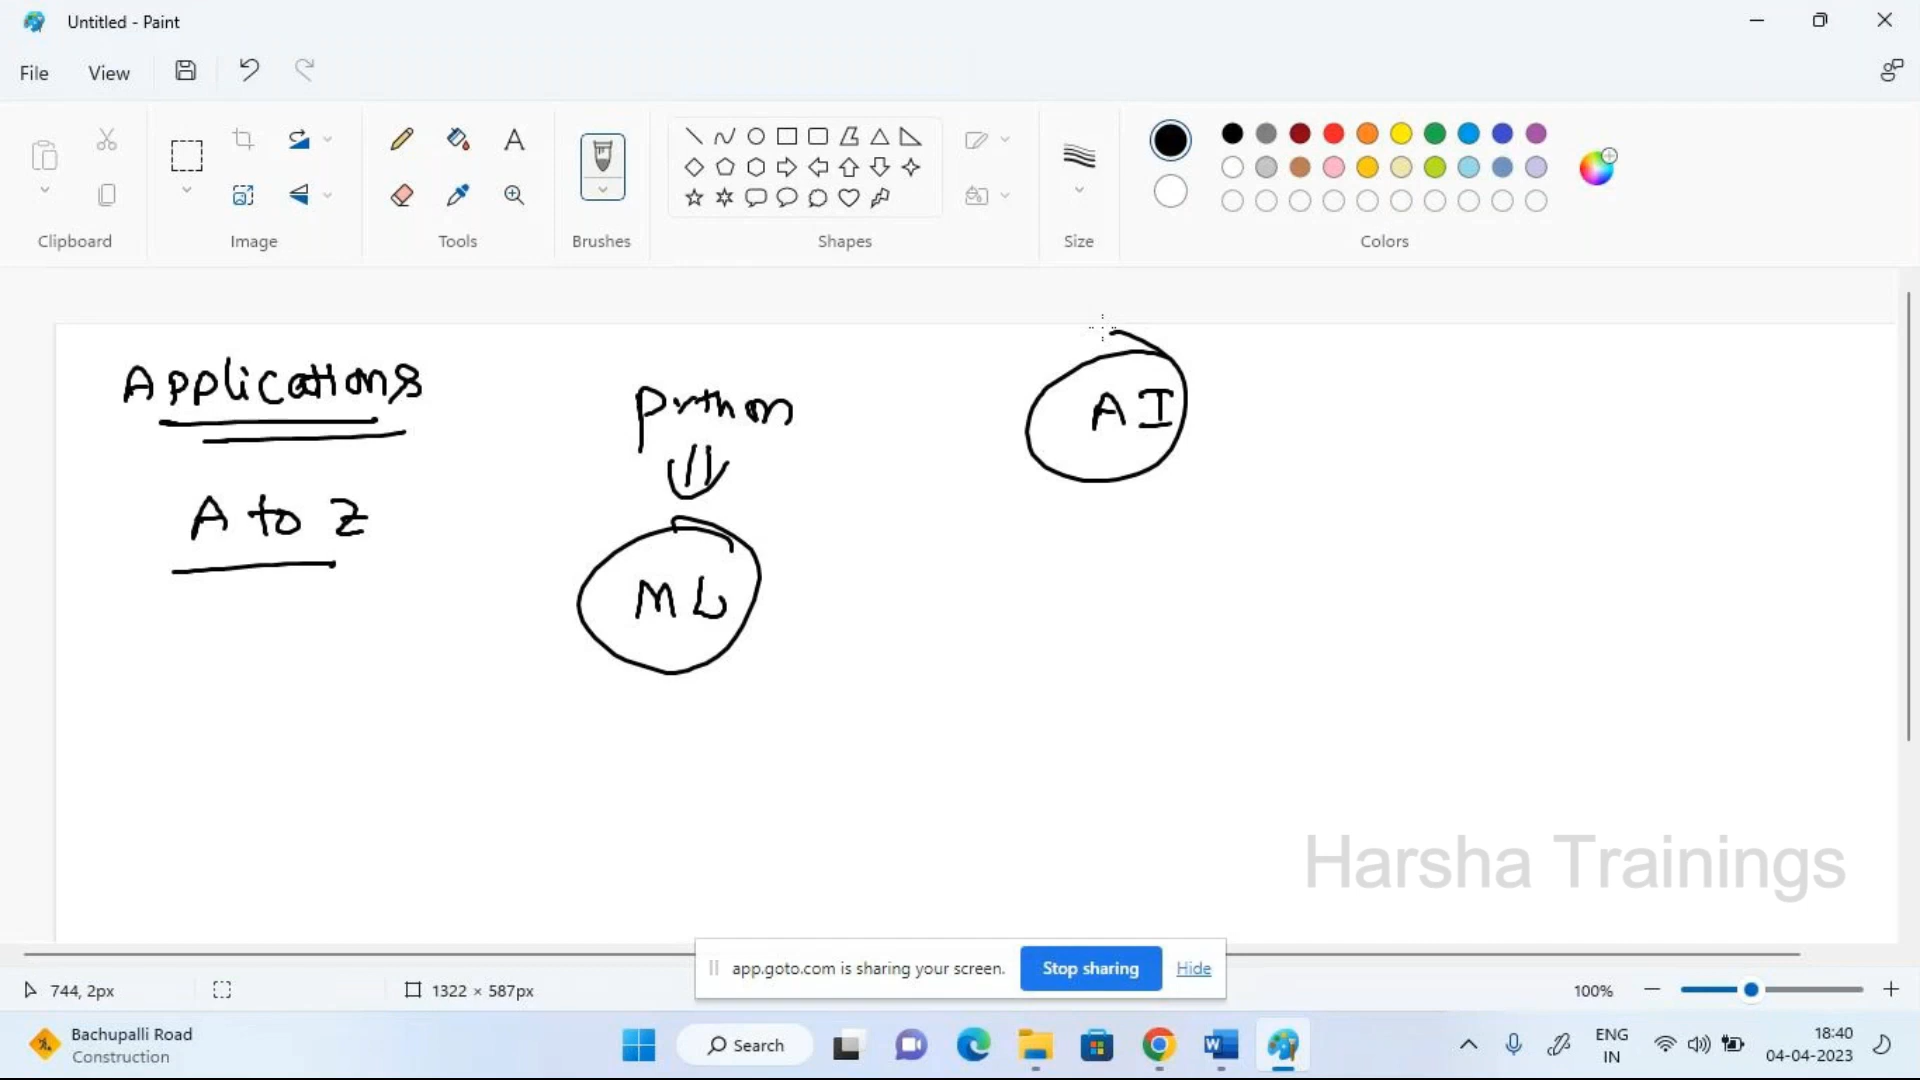 Untitled - Paint
File View
Clipboard Image Tools Brushes Shapes Size Colors
Applications
A to Z
Python
ML
AI
Harsha Trainings
app.goto.com is sharing your screen. Stop sharing Hide
744, 2px 1322 × 587px 100%
Bachupalli Road
Construction
Search
ENG
IN
18:40
04-04-2023